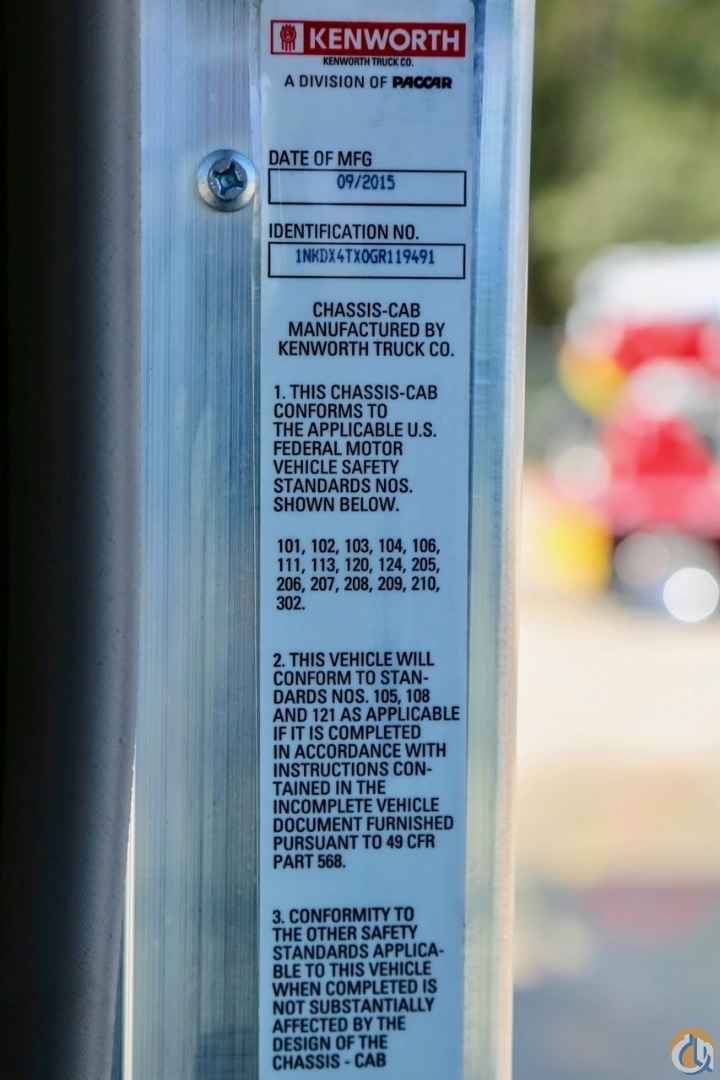 KENWORTH
KENWORTH TRUCK CO.
A DIVISION OF PACCAR
DATE OF MFG
09/2015
IDENTIFICATION NO.
1NKDX4TX0GR119491
CHASSIS-CAB
MANUFACTURED BY
KENWORTH TRUCK CO.
1. THIS CHASSIS-CAB
CONFORMS TO
THE APPLICABLE U.S.
FEDERAL MOTOR
VEHICLE SAFETY
STANDARDS NOS.
SHOWN BELOW.
101, 102, 103, 104, 106,
111, 113, 120, 124, 205,
206, 207, 208, 209, 210,
302.
2. THIS VEHICLE WILL
CONFORM TO STAN-
DARDS NOS. 105, 108
AND 121 AS APPLICABLE
IF IT IS COMPLETED
IN ACCORDANCE WITH
INSTRUCTIONS CON-
TAINED IN THE
INCOMPLETE VEHICLE
DOCUMENT FURNISHED
PURSUANT TO 49 CFR
PART 568.
3. CONFORMITY TO
THE OTHER SAFETY
STANDARDS APPLICA-
BLE TO THIS VEHICLE
WHEN COMPLETED IS
NOT SUBSTANTIALLY
AFFECTED BY THE
DESIGN OF THE
CHASSIS - CAB